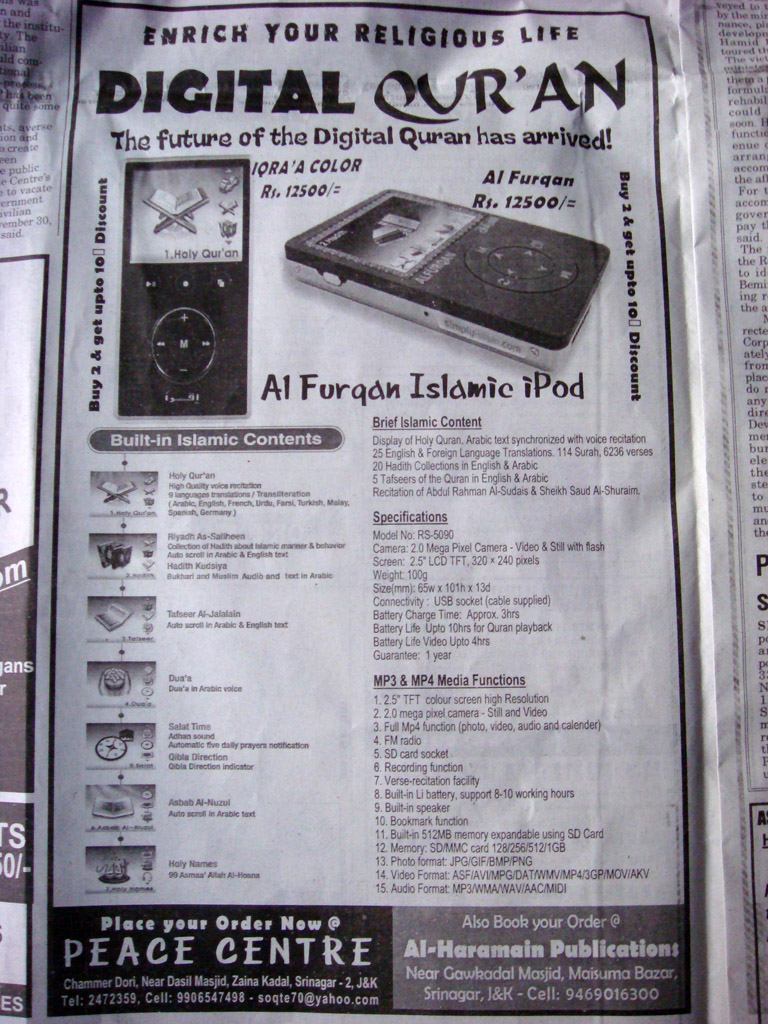 ENRICH YOUR RELIGIOUS LIFE
DIGITAL QUR'AN
The future of the Digital Quran has arrived!
IQRA'A COLOR
Rs. 12500/=
Al Furqan
Rs. 12500/=
Buy 2 & get upto 10▯ Discount
Buy 2 & get upto 10▯ Discount
1.Holy Qur'an
M
Al Furqan
M
simplyislam.com
Al Furqan Islamic iPod
Built-in Islamic Contents
1.Holy Qur'an
Holy Qur'an
High Quality voice recitation
9 languages translations / Transliteration
( Arabic, English, French, Urdu, Farsi, Turkish, Malay,
Spanish, Germany )
Riyadh As-Saliheen
Collection of Hadith about Islamic manner & behavior
Auto scroll in Arabic & English text
Hadith Kudsiya
Bukhari and Muslim Audio and text in Arabic
3.Tafseer
Tafseer Al-Jalalain
Auto scroll in Arabic & English text
4.Dua'a
Dua'a
Dua'a in Arabic voice
Salat Time
Adhan sound
Automatic five daily prayers notification
Qibla Direction
Qibla Direction indicator
6.Asbab Al-Nuzul
Asbab Al-Nuzul
Auto scroll in Arabic text
7.Holy Names
Holy Names
99 Asmaa' Allah Al-Hosna
Brief Islamic Content
Display of Holy Quran. Arabic text synchronized with voice recitation
25 English & Foreign Language Translations. 114 Surah, 6236 verses
20 Hadith Collections in English & Arabic
5 Tafseers of the Quran in English & Arabic
Recitation of Abdul Rahman Al-Sudais & Sheikh Saud Al-Shuraim.
Specifications
Model No: RS-5090
Camera: 2.0 Mega Pixel Camera - Video & Still with flash
Screen: 2.5" LCD TFT, 320 × 240 pixels
Weight: 100g
Size(mm): 65w x 101h x 13d
Connectivity : USB socket (cable supplied)
Battery Charge Time: Approx. 3hrs
Battery Life Upto 10hrs for Quran playback
Battery Life Video Upto 4hrs
Guarantee: 1 year
MP3 & MP4 Media Functions
1. 2.5" TFT colour screen high Resolution
2. 2.0 mega pixel camera - Still and Video
3. Full Mp4 function (photo, video, audio and calender)
4. FM radio
5. SD card socket
6. Recording function
7. Verse-recitation facility
8. Built-in Li battery, support 8-10 working hours
9. Built-in speaker
10. Bookmark function
11. Built-in 512MB memory expandable using SD Card
12. Memory: SD/MMC card 128/256/512/1GB
13. Photo format: JPG/GIF/BMP/PNG
14. Video Format: ASF/AVI/MPG/DAT/WMV/MP4/3GP/MOV/AKV
15. Audio Format: MP3/WMA/WAV/AAC/MIDI
Place your Order Now @
PEACE CENTRE
Chammer Dori, Near Dasil Masjid, Zaina Kadal, Srinagar - 2, J&K
Tel: 2472359, Cell: 9906547498 - soqte70@yahoo.com
Also Book your Order @
Al-Haramain Publications
Near Gawkadal Masjid, Maisuma Bazar,
Srinagar, J&K - Cell: 9469016300